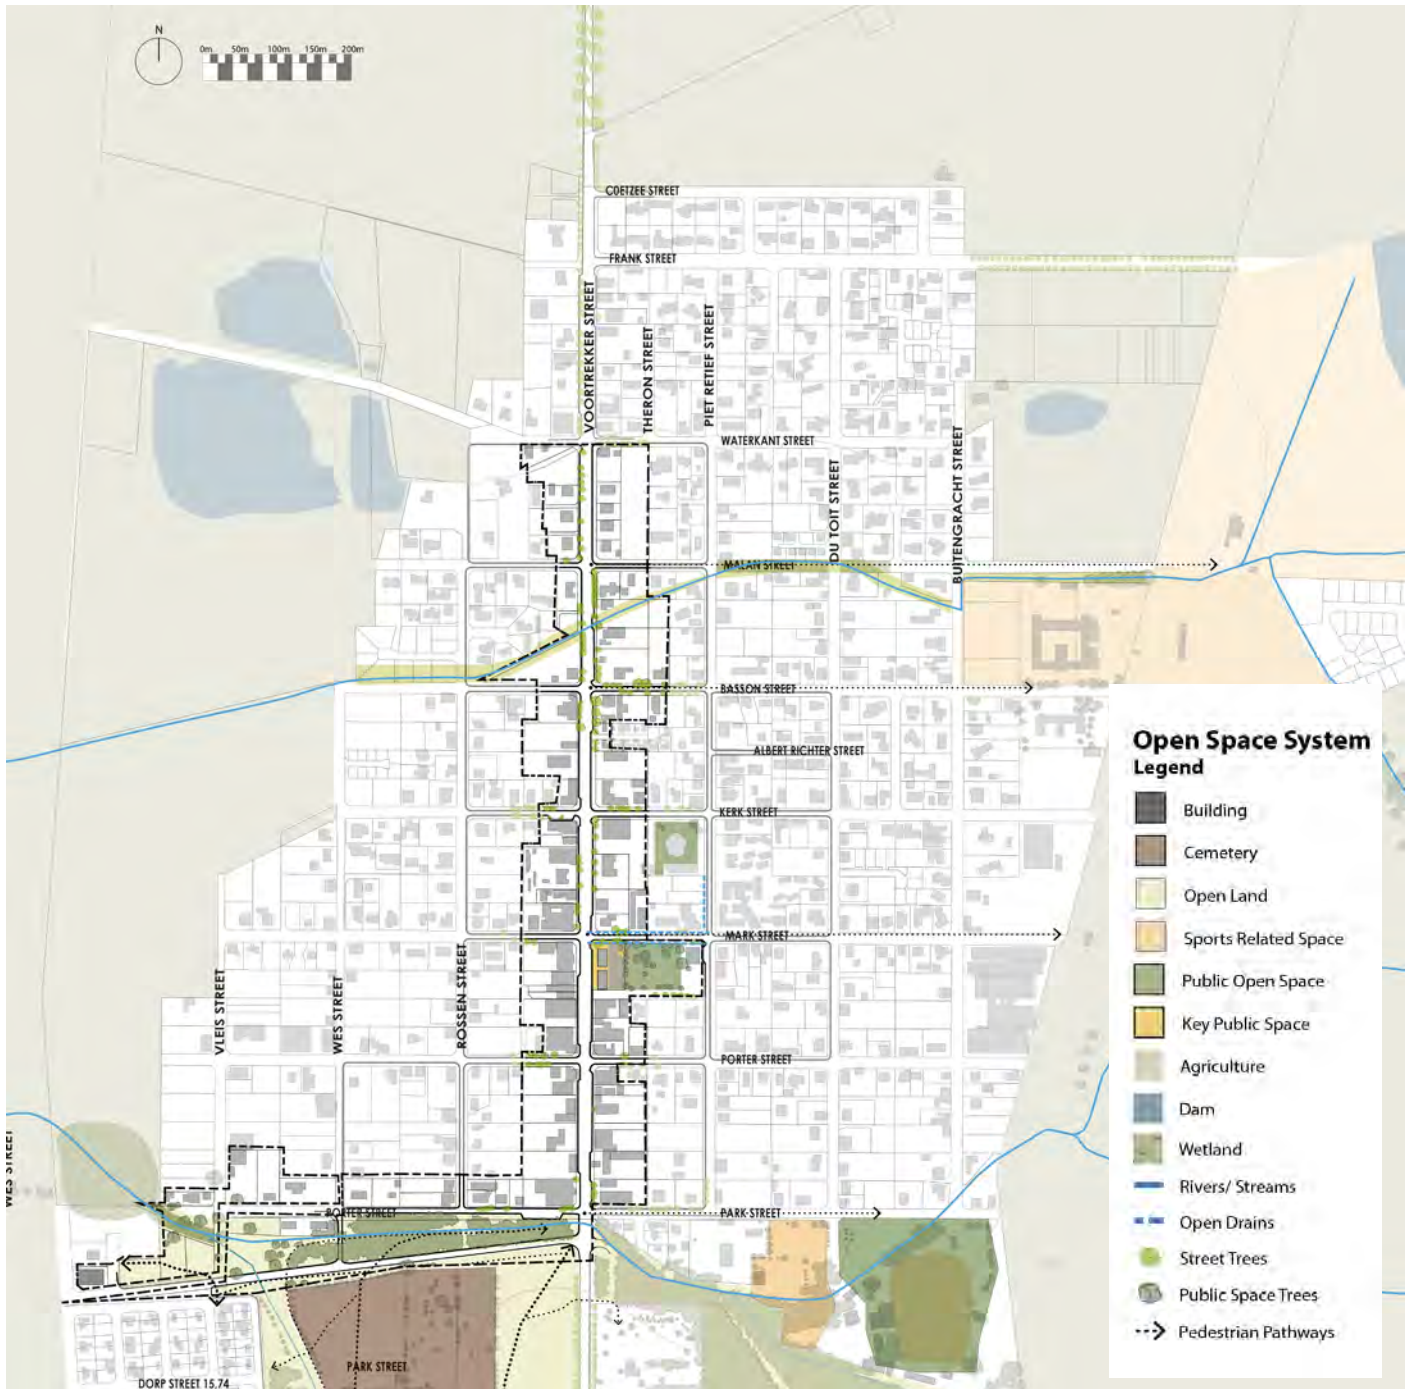 N
0m 50m 100m 150m 200m
COETZEE STREET
FRANK STREET
VOORTREKKER STREET
THERON STREET
PIET RETIEF STREET
WATERKANT STREET
DU TOIT STREET
BUITENGRACHT STREET
MALAN STREET
BASSON STREET
ALBERT RICHTER STREET
KERK STREET
MARK STREET
ROSSEN STREET
WES STREET
VLEIS STREET
PORTER STREET
WES STREET
PORTER STREET
PARK STREET
PARK STREET
DORP STREET 15.74
Open Space System
Legend
Building
Cemetery
Open Land
Sports Related Space
Public Open Space
Key Public Space
Agriculture
Dam
Wetland
Rivers/ Streams
Open Drains
Street Trees
Public Space Trees
Pedestrian Pathways